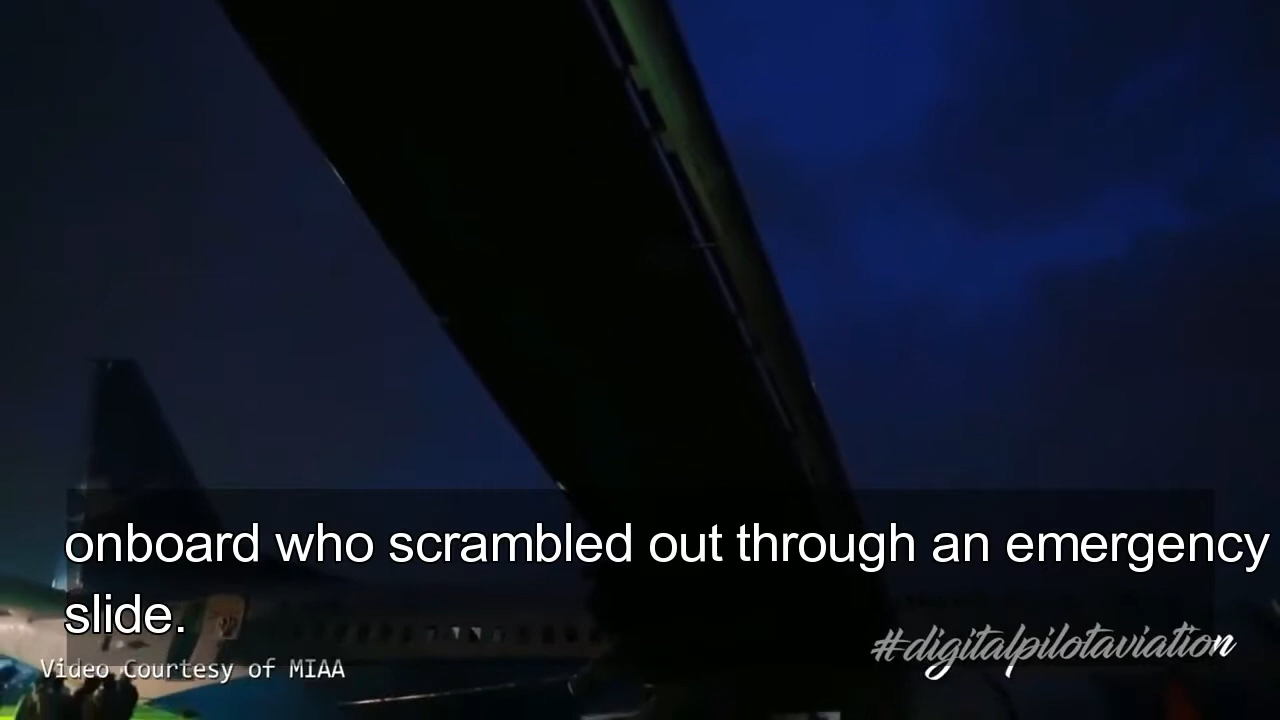 onboard who scrambled out through an emergency
slide.
#digitalpilotaviation
Video Courtesy of MIAA